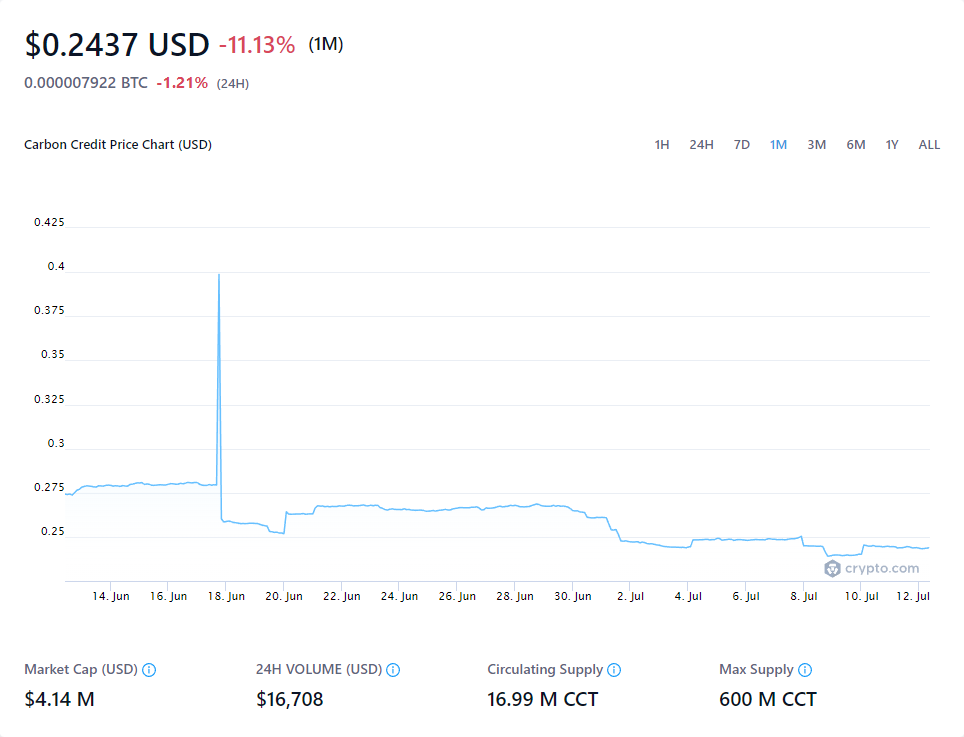 $0.2437 USD -11.13% (1M)
0.000007922 BTC -1.21% (24H)
Carbon Credit Price Chart (USD) 1H 24H 7D 1M 3M 6M 1Y ALL
0.425
0.4
0.375
0.35
0.325
0.3
0.275
0.25
crypto.com
14. Jun 16. Jun 18. Jun 20. Jun 22. Jun 24. Jun 26. Jun 28. Jun 30. Jun 2. Jul 4. Jul 6. Jul 8. Jul 10. Jul 12. Jul
Market Cap (USD) 24H VOLUME (USD) Circulating Supply Max Supply
$4.14 M $16,708 16.99 M CCT 600 M CCT